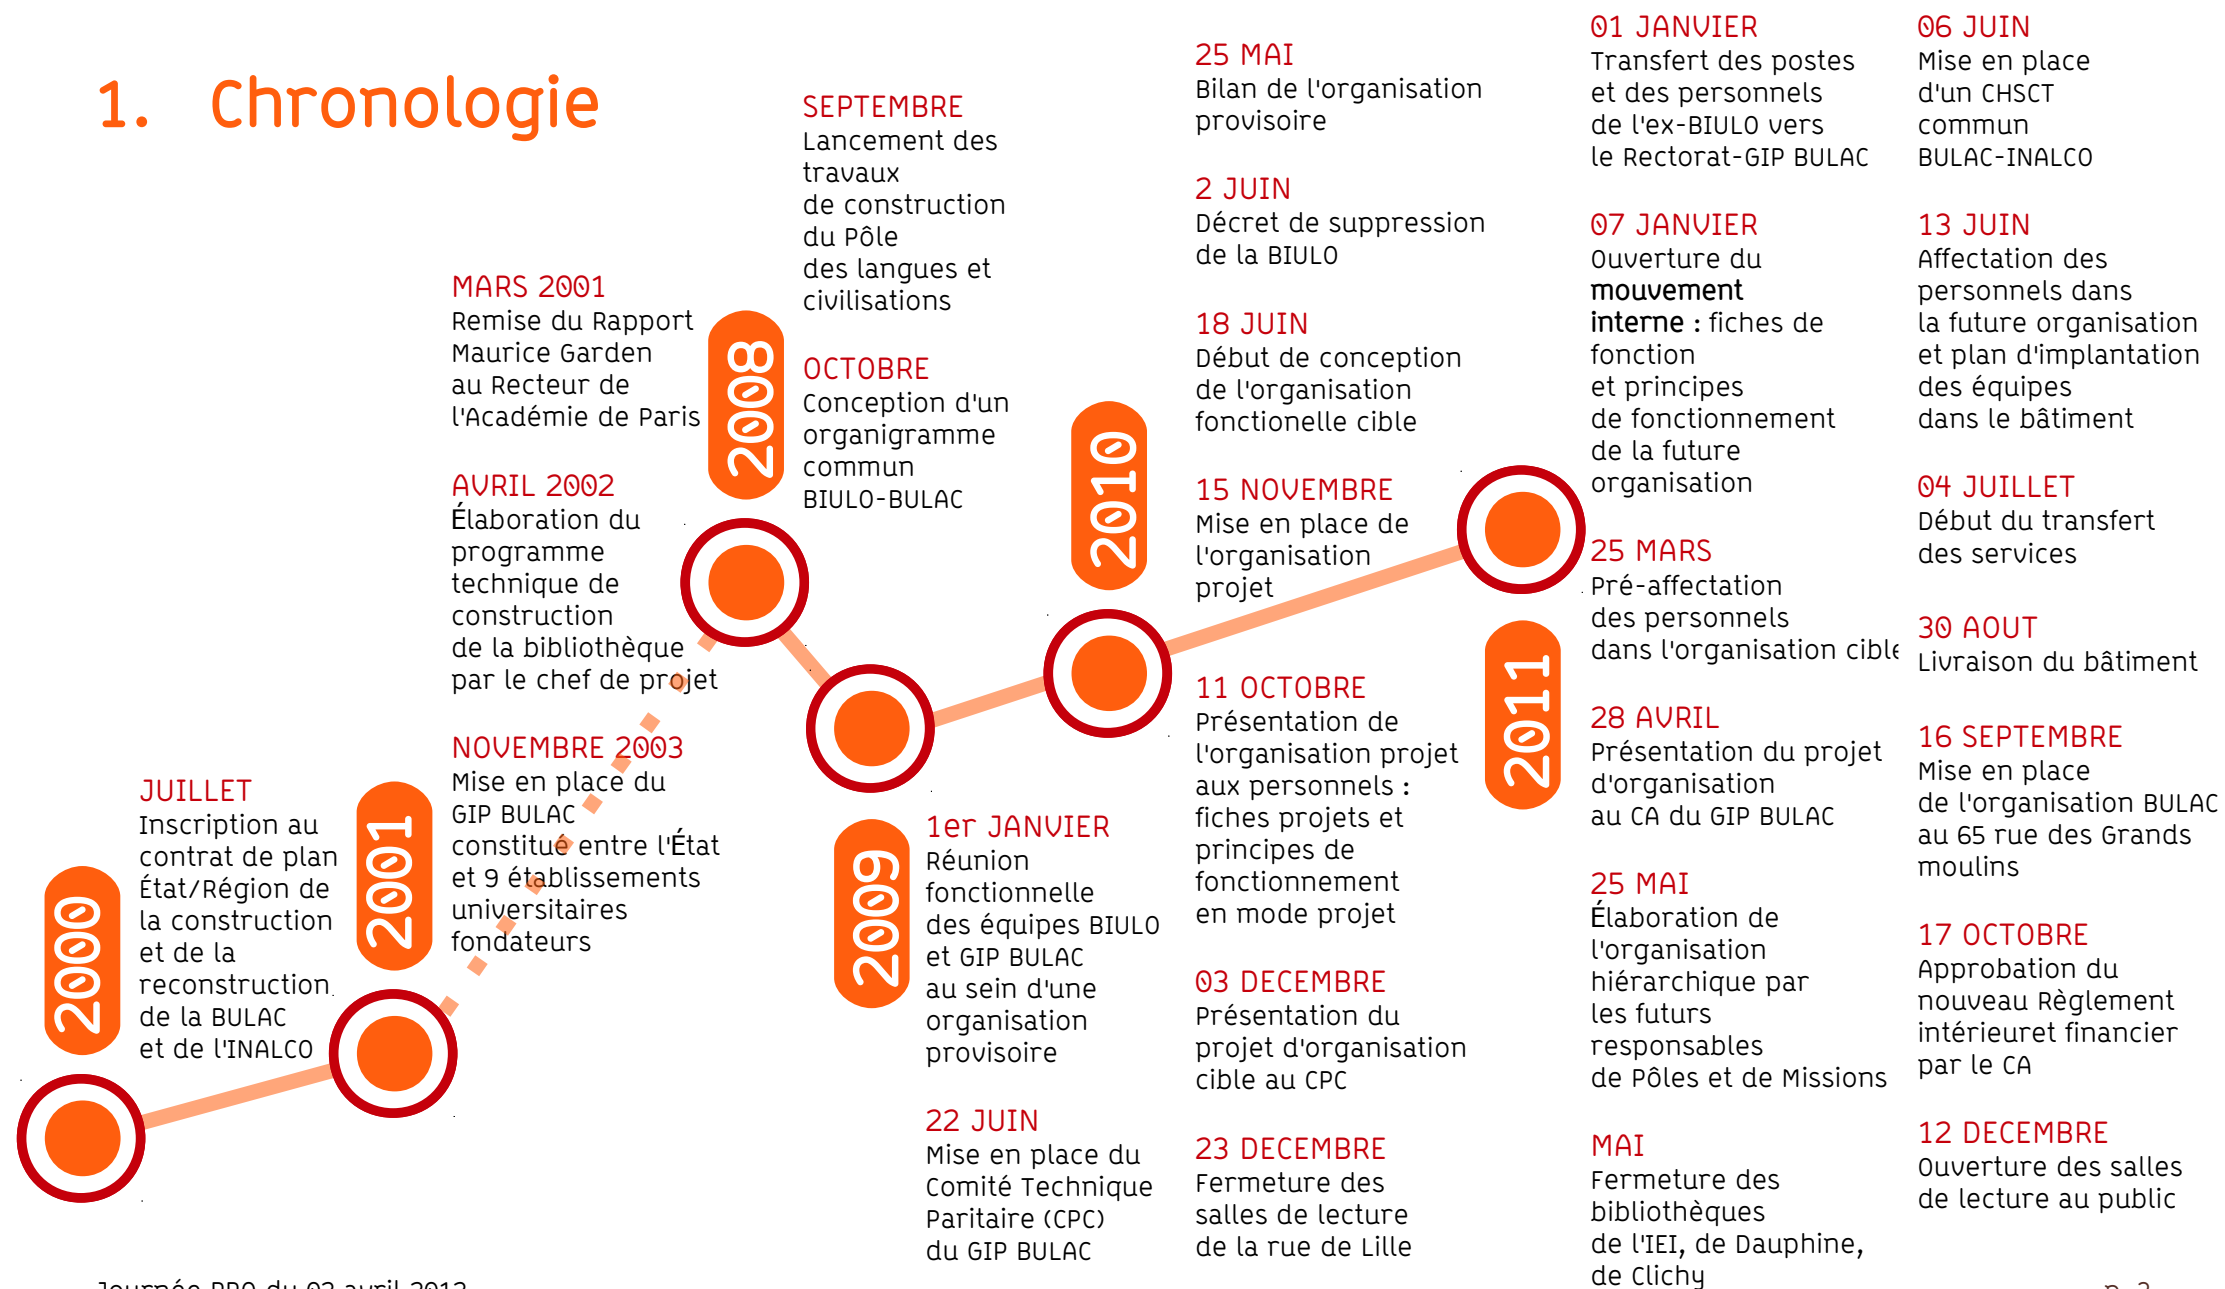 1. Chronologie
2000
JUILLET
Inscription au
contrat de plan
État/Région de
la construction
et de la
reconstruction
de la BULAC
et de l'INALCO
2001
MARS 2001
Remise du Rapport
Maurice Garden
au Recteur de
l'Académie de Paris
AVRIL 2002
Élaboration du
programme
technique de
construction
de la bibliothèque
par le chef de projet
NOVEMBRE 2003
Mise en place du
GIP BULAC
constitué entre l'État
et 9 établissements
universitaires
fondateurs
2008
SEPTEMBRE
Lancement des
travaux
de construction
du Pôle
des langues et
civilisations
OCTOBRE
Conception d'un
organigramme
commun
BIULO-BULAC
2009
1er JANVIER
Réunion
fonctionnelle
des équipes BIULO
et GIP BULAC
au sein d'une
organisation
provisoire
22 JUIN
Mise en place du
Comité Technique
Paritaire (CPC)
du GIP BULAC
2010
25 MAI
Bilan de l'organisation
provisoire
2 JUIN
Décret de suppression
de la BIULO
18 JUIN
Début de conception
de l'organisation
fonctionelle cible
15 NOVEMBRE
Mise en place de
l'organisation
projet
11 OCTOBRE
Présentation de
l'organisation projet
aux personnels :
fiches projets et
principes de
fonctionnement
en mode projet
03 DECEMBRE
Présentation du
projet d'organisation
cible au CPC
23 DECEMBRE
Fermeture des
salles de lecture
de la rue de Lille
2011
01 JANVIER
Transfert des postes
et des personnels
de l'ex-BIULO vers
le Rectorat-GIP BULAC
07 JANVIER
Ouverture du
mouvement
interne : fiches de
fonction
et principes
de fonctionnement
de la future
organisation
25 MARS
Pré-affectation
des personnels
dans l'organisation cible
28 AVRIL
Présentation du projet
d'organisation
au CA du GIP BULAC
25 MAI
Élaboration de
l'organisation
hiérarchique par
les futurs
responsables
de Pôles et de Missions
MAI
Fermeture des
bibliothèques
de l'IEI, de Dauphine,
de Clichy
06 JUIN
Mise en place
d'un CHSCT
commun
BULAC-INALCO
13 JUIN
Affectation des
personnels dans
la future organisation
et plan d'implantation
des équipes
dans le bâtiment
04 JUILLET
Début du transfert
des services
30 AOUT
Livraison du bâtiment
16 SEPTEMBRE
Mise en place
de l'organisation BULAC
au 65 rue des Grands
moulins
17 OCTOBRE
Approbation du
nouveau Règlement
intérieuret financier
par le CA
12 DECEMBRE
Ouverture des salles
de lecture au public
Journée PRO du 02 avril 2012